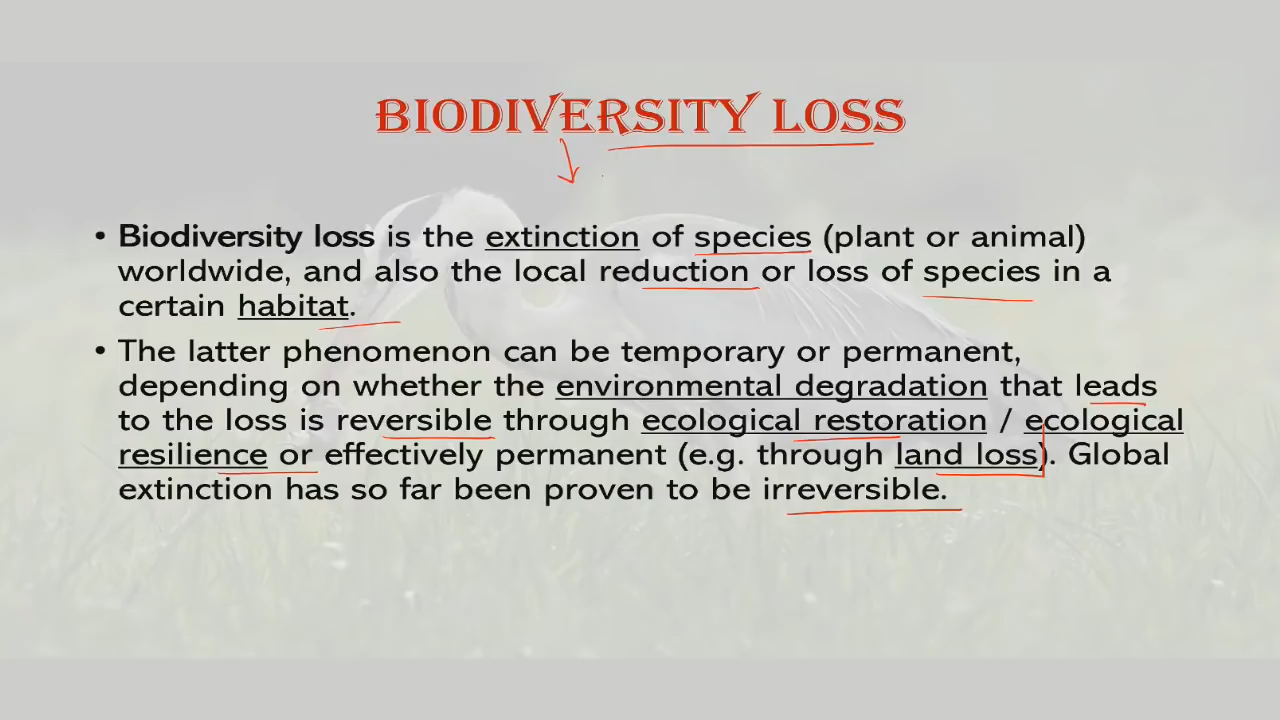 BIODIVERSITY LOSS
• Biodiversity loss is the extinction of species (plant or animal)
worldwide, and also the local reduction or loss of species in a
certain habitat.
• The latter phenomenon can be temporary or permanent,
depending on whether the environmental degradation that leads
to the loss is reversible through ecological restoration / ecological
resilience or effectively permanent (e.g. through land loss). Global
extinction has so far been proven to be irreversible.